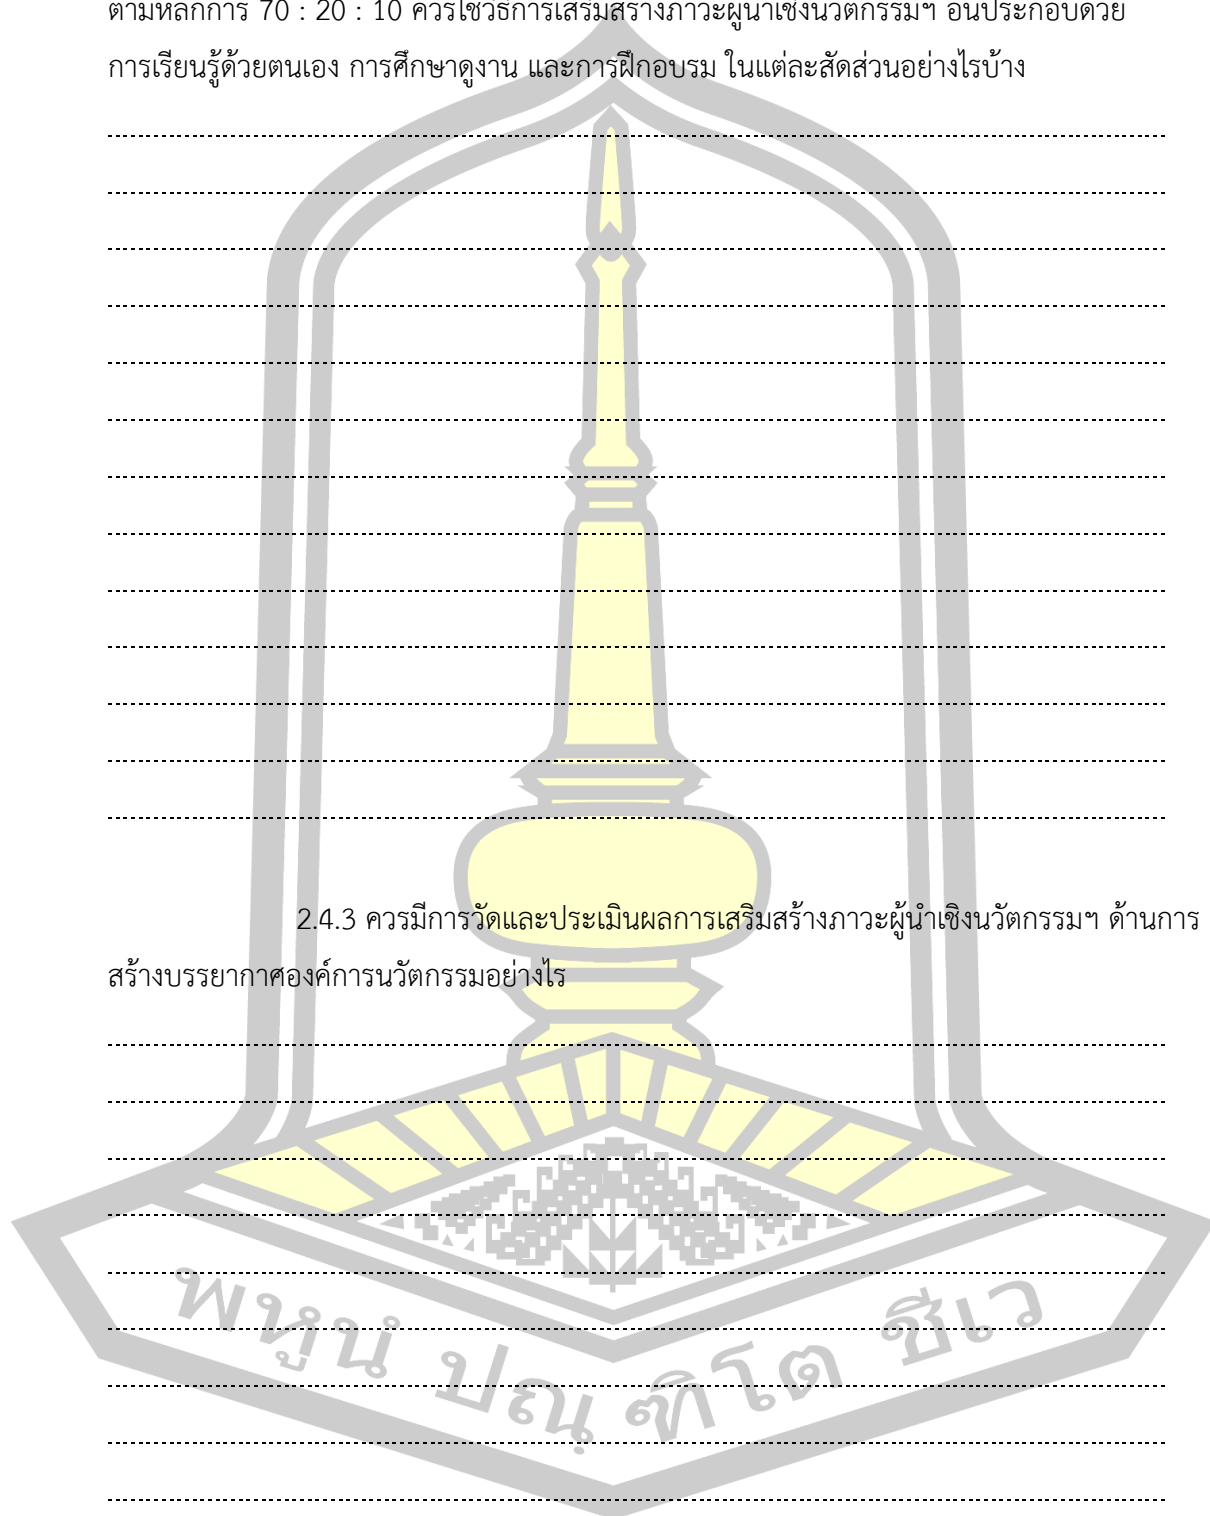 ตามหลักการ 70 : 20 : 10 ควรใช้วิธีการเสริมสร้างภาวะผู้นำเชิงนวัตกรรมฯ อันประกอบด้วย
การเรียนรู้ด้วยตนเอง การศึกษาดูงาน และการฝึกอบรม ในแต่ละสัดส่วนอย่างไรบ้าง
2.4.3 ควรมีการวัดและประเมินผลการเสริมสร้างภาวะผู้นำเชิงนวัตกรรมฯ ด้านการ
สร้างบรรยากาศองค์การนวัตกรรมอย่างไร
พหูนํ ปณฺฑิโต ชีเว